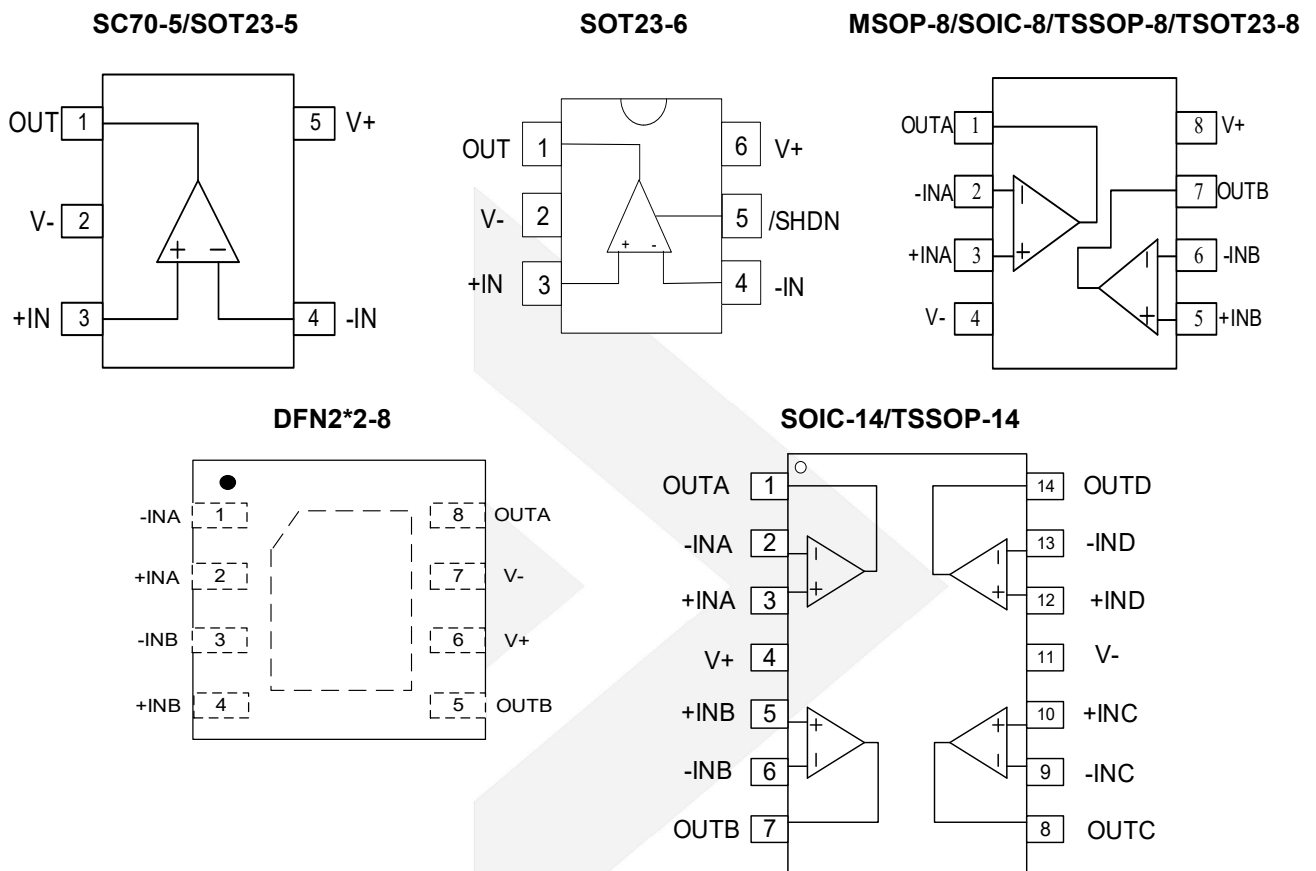 SC70-5/SOT23-5
OUT 1
5 V+
V- 2
+IN 3
4 -IN
+ −
SOT23-6
OUT 1
6 V+
V- 2
5 /SHDN
+IN 3
4 -IN
+ -
MSOP-8/SOIC-8/TSSOP-8/TSOT23-8
OUTA 1
8 V+
-INA 2
7 OUTB
+INA 3
6 -INB
V- 4
5 +INB
DFN2*2-8
-INA 1
8 OUTA
+INA 2
7 V-
-INB 3
6 V+
+INB 4
5 OUTB
SOIC-14/TSSOP-14
OUTA 1
14 OUTD
-INA 2
13 -IND
+INA 3
12 +IND
V+ 4
11 V-
+INB 5
10 +INC
-INB 6
9 -INC
OUTB 7
8 OUTC